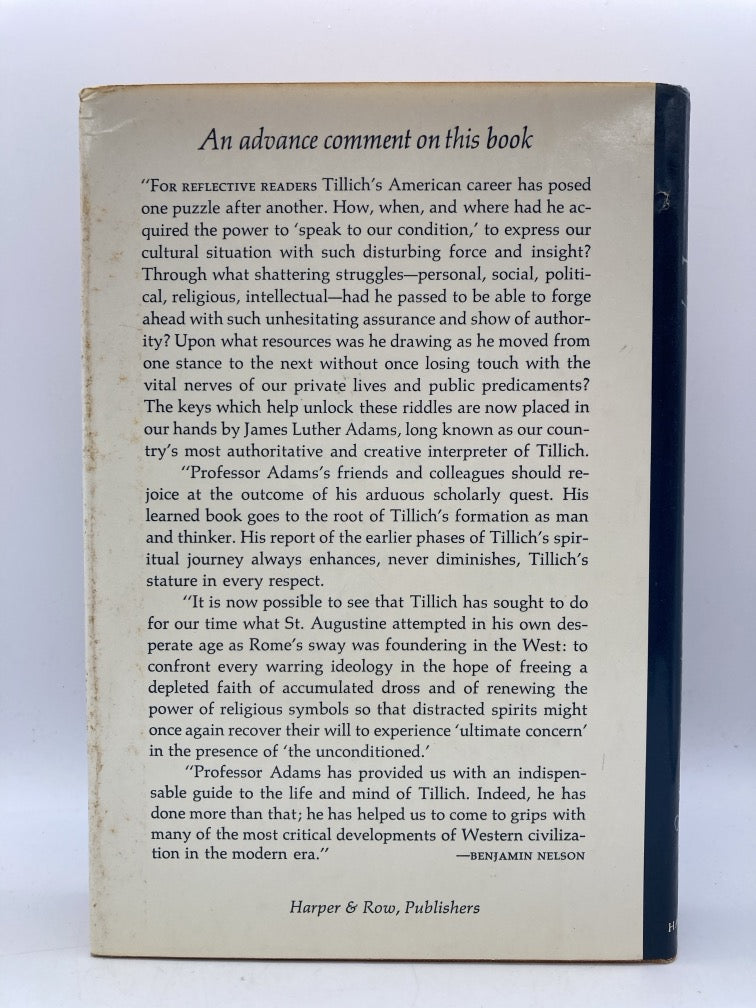 An advance comment on this book
"FOR REFLECTIVE READERS Tillich's American career has posed
one puzzle after another. How, when, and where had he ac-
quired the power to 'speak to our condition,' to express our
cultural situation with such disturbing force and insight?
Through what shattering struggles—personal, social, politi-
cal, religious, intellectual—had he passed to be able to forge
ahead with such unhesitating assurance and show of author-
ity? Upon what resources was he drawing as he moved from
one stance to the next without once losing touch with the
vital nerves of our private lives and public predicaments?
The keys which help unlock these riddles are now placed in
our hands by James Luther Adams, long known as our coun-
try's most authoritative and creative interpreter of Tillich.
"Professor Adams's friends and colleagues should re-
joice at the outcome of his arduous scholarly quest. His
learned book goes to the root of Tillich's formation as man
and thinker. His report of the earlier phases of Tillich's spir-
itual journey always enhances, never diminishes, Tillich's
stature in every respect.
"It is now possible to see that Tillich has sought to do
for our time what St. Augustine attempted in his own des-
perate age as Rome's sway was foundering in the West: to
confront every warring ideology in the hope of freeing a
depleted faith of accumulated dross and of renewing the
power of religious symbols so that distracted spirits might
once again recover their will to experience 'ultimate concern'
in the presence of 'the unconditioned.'
"Professor Adams has provided us with an indispen-
sable guide to the life and mind of Tillich. Indeed, he has
done more than that; he has helped us to come to grips with
many of the most critical developments of Western civiliza-
tion in the modern era." —BENJAMIN NELSON
Harper & Row, Publishers